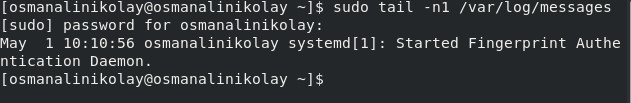 [osmanalinikolay@osmanalinikolay ~]$ sudo tail -n1 /var/log/messages
[sudo] password for osmanalinikolay:
May  1 10:10:56 osmanalinikolay systemd[1]: Started Fingerprint Authe
ntication Daemon.
[osmanalinikolay@osmanalinikolay ~]$